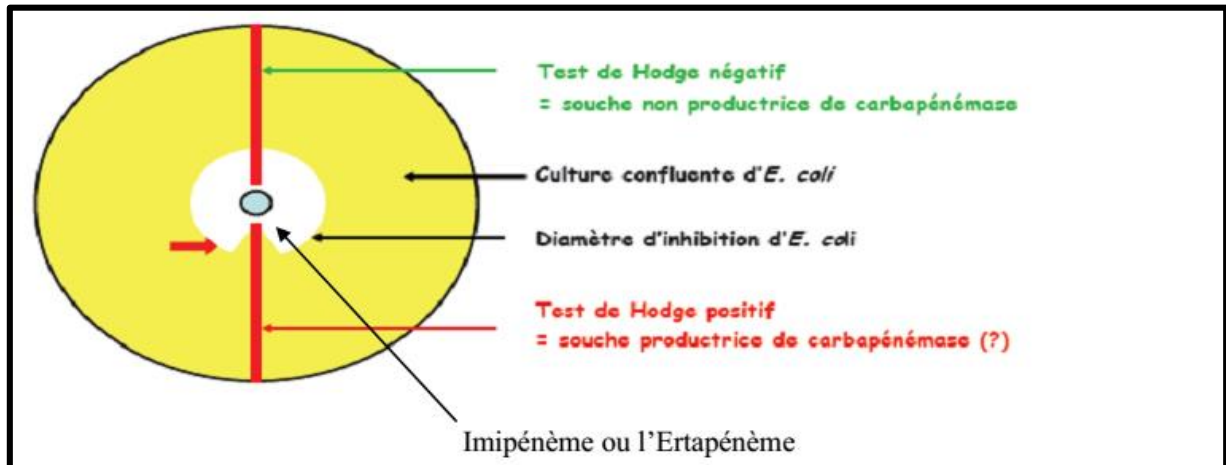 Test de Hodge négatif
= souche non productrice de carbapénémase
Culture confluente d'E. coli
Diamètre d'inhibition d'E. coli
Test de Hodge positif
= souche productrice de carbapénémase (?)
Imipénème ou l'Ertapénème